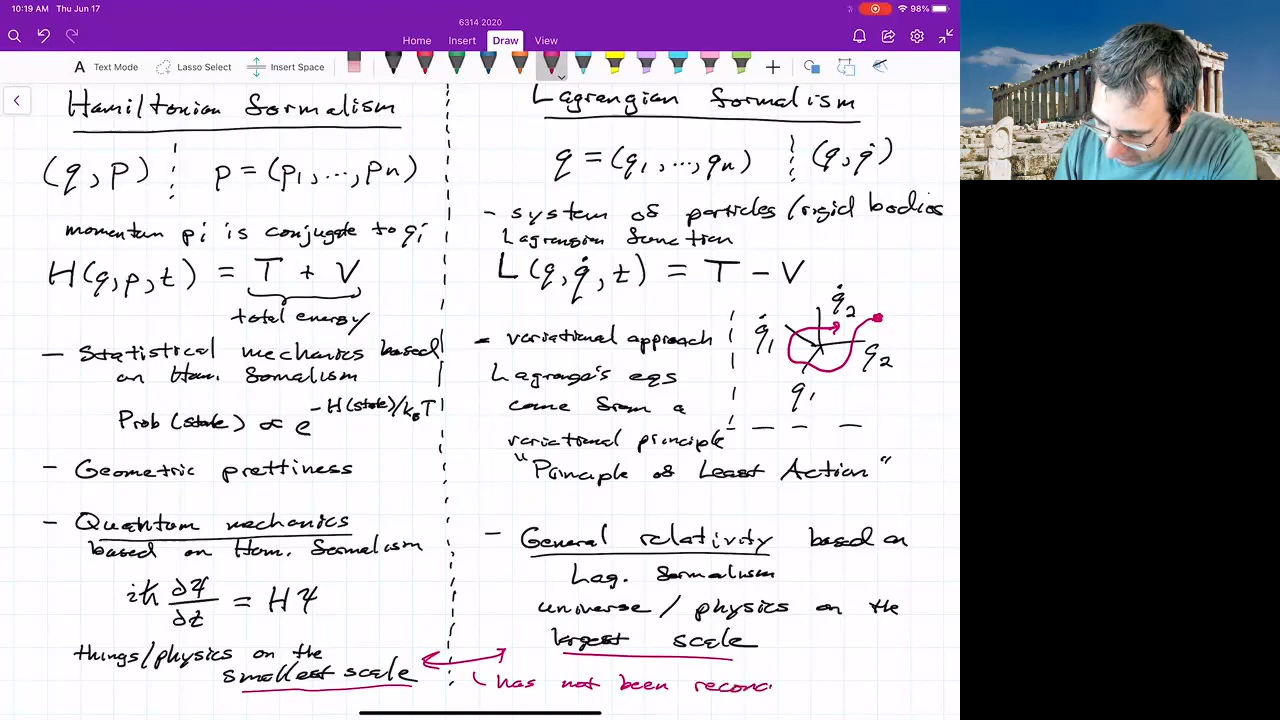 10:19 AM Thu Jun 17
98%
6314 2020
Home Insert Draw View
Text Mode Lasso Select Insert Space
Hamiltonian formalism
(q, p) p = (p1, ..., pn)
momentum pi is conjugate to qi
H(q, p, t) = T + V
total energy
- Statistical mechanics based
on Ham. formalism
Prob (state) ∝ e^-H(state)/kBT
- Geometric prettiness
- Quantum mechanics
based on Ham. formalism
iħ ∂Ψ/∂t = HΨ
things/physics on the
smallest scale
Lagrangian formalism
q = (q1, ..., qn) (q, q̇)
- system of particles/rigid bodies
Lagrangian function
L(q, q̇, t) = T - V
- variational approach
Lagrange's eqs
come from a
variational principle
"Principle of Least Action"
q̇2
q̇1
q2
q1
- General relativity based on
Lag. formalism
universe/physics on the
largest scale
has not been reconc